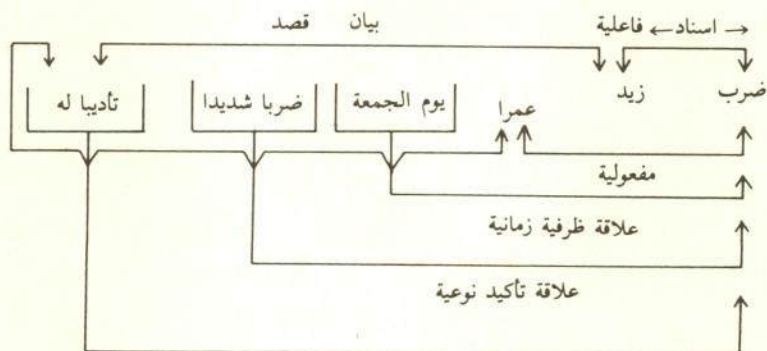 → اسناد ← فاعلية
بيان قصد
ضرب
زيد
عمرا
يوم الجمعة
ضربا شديدا
تأديبا له
مفعولية
علاقة ظرفية زمانية
علاقة تأكيد نوعية